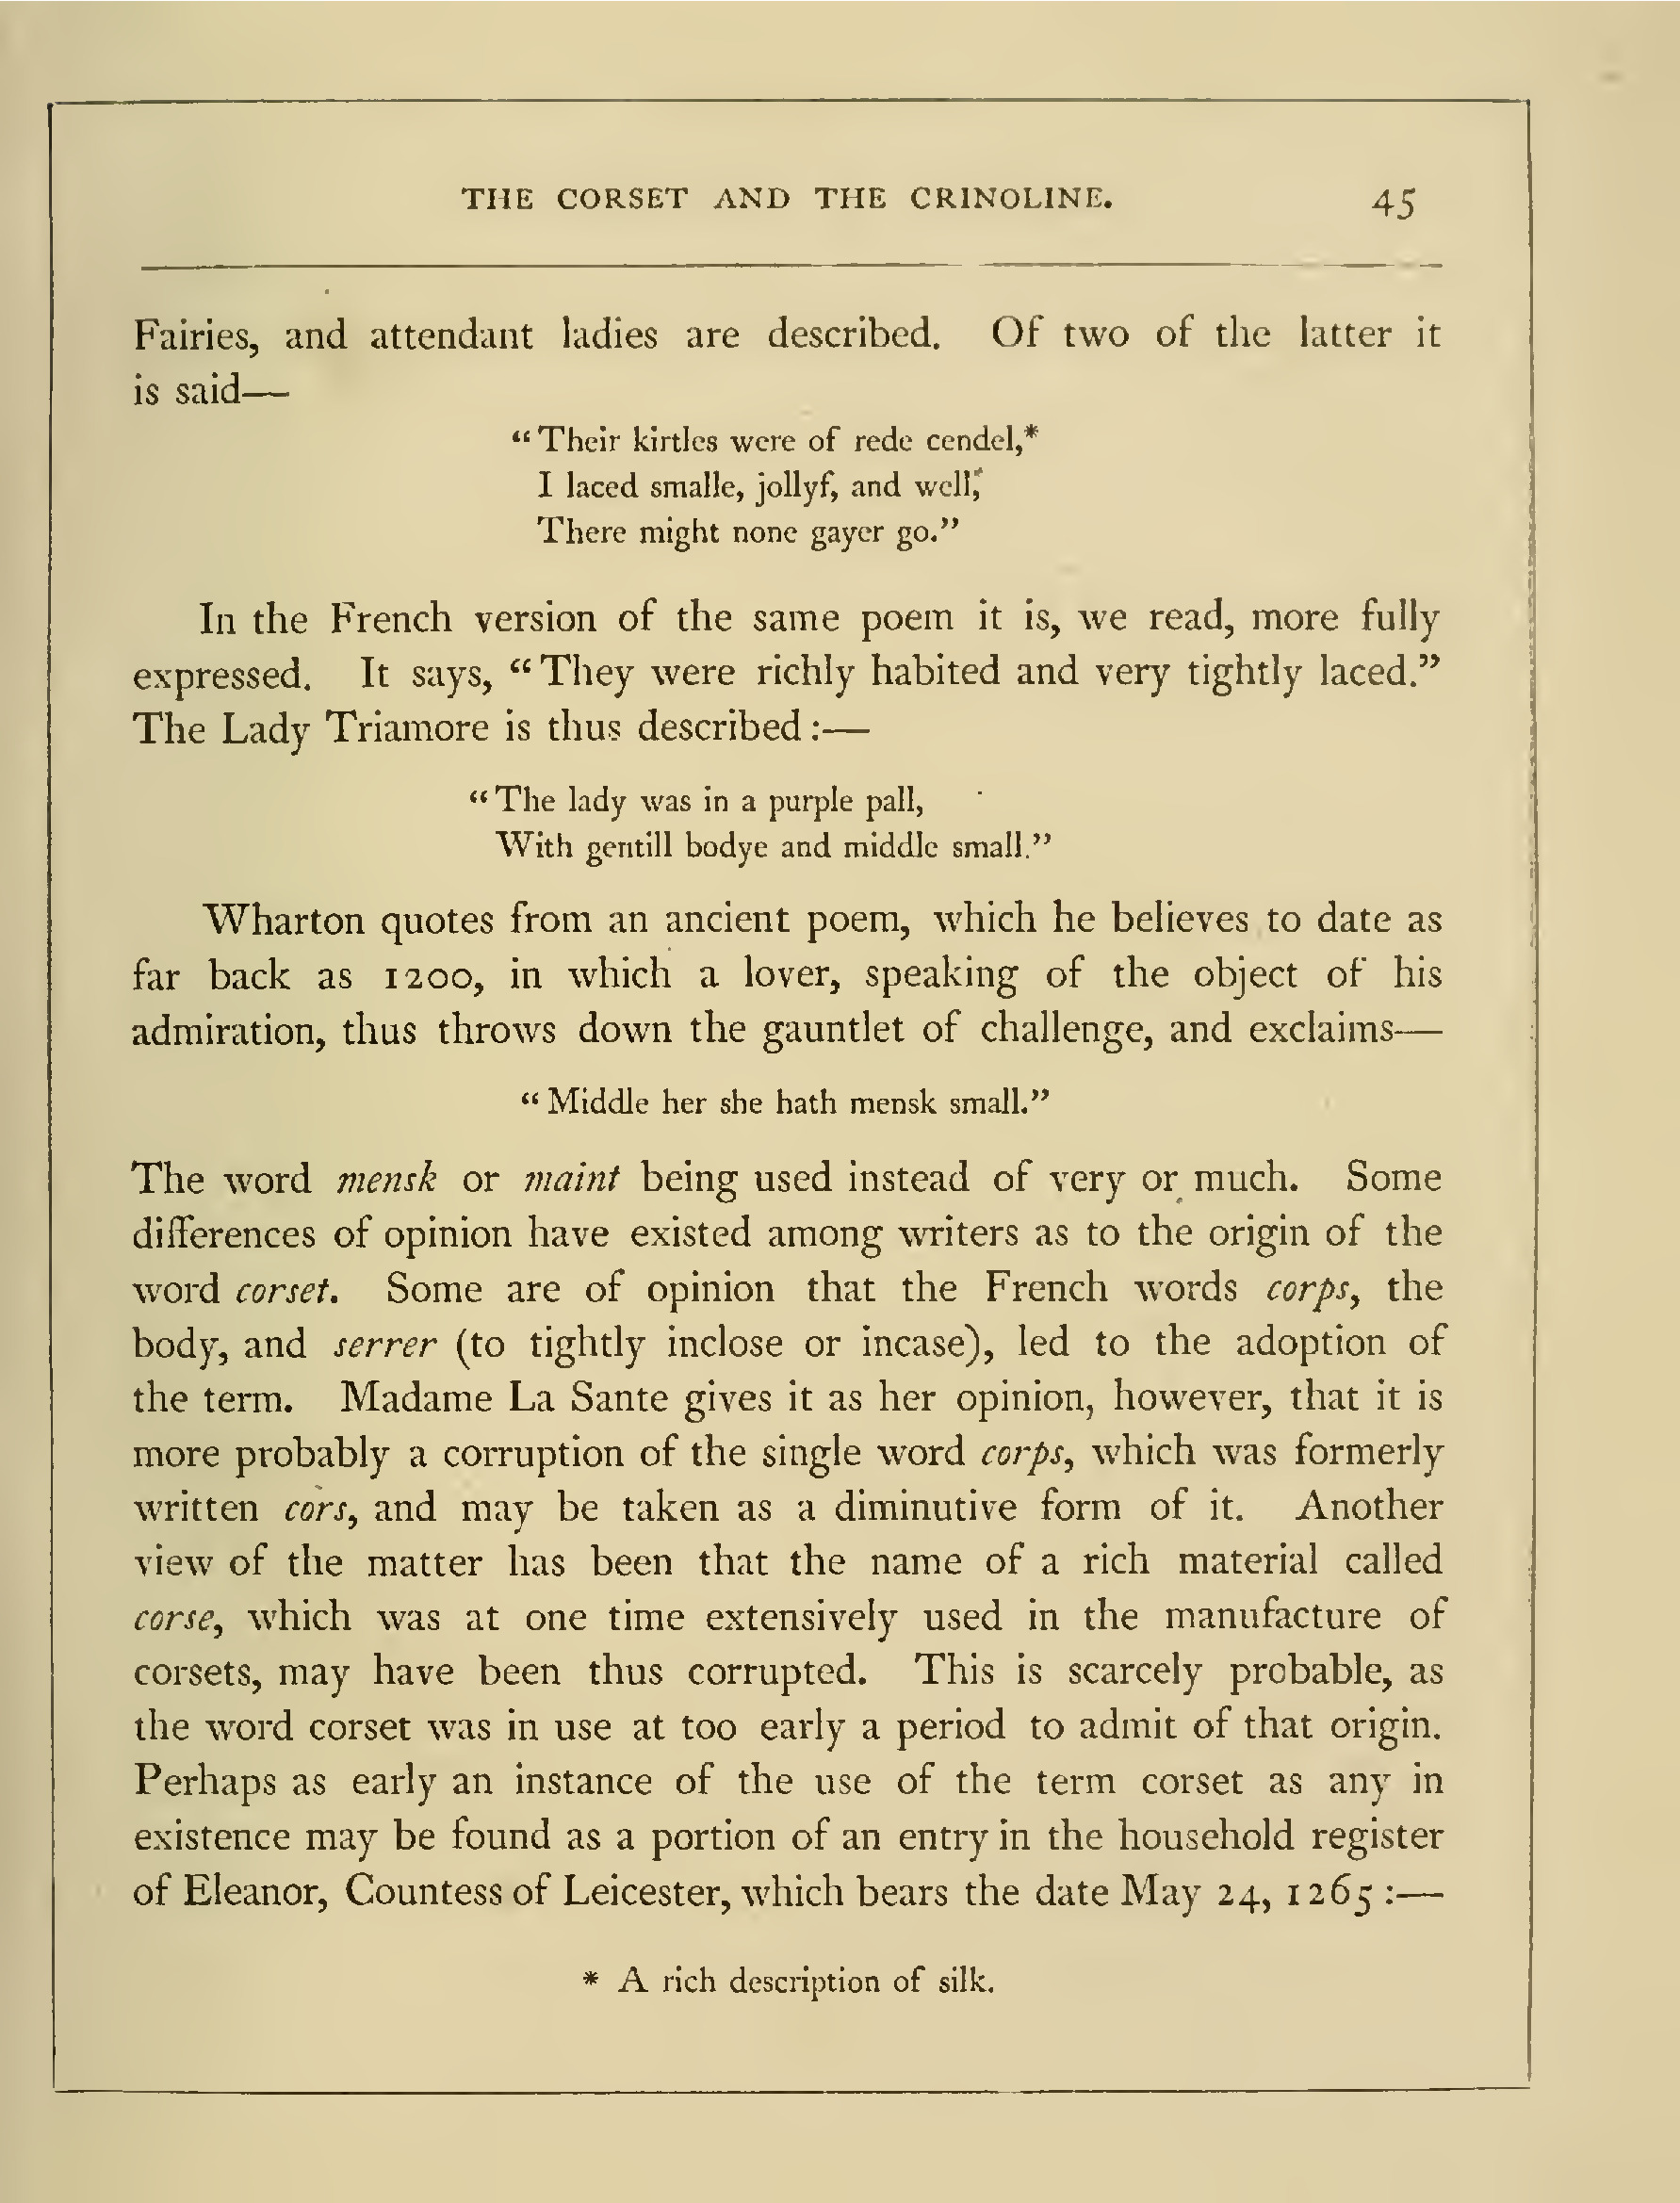 THE CORSET AND THE CRINOLINE. 45
Fairies, and attendant ladies are described. Of two of the latter it
is said—
“Their kirtles were of rede cendel,*
I laced smalle, jollyf, and well,
There might none gayer go.”
In the French version of the same poem it is, we read, more fully
expressed. It says, “They were richly habited and very tightly laced.”
The Lady Triamore is thus described:—
“The lady was in a purple pall,
With gentill bodye and middle small.”
Wharton quotes from an ancient poem, which he believes to date as
far back as 1200, in which a lover, speaking of the object of his
admiration, thus throws down the gauntlet of challenge, and exclaims—
“Middle her she hath mensk small.”
The word mensk or maint being used instead of very or much. Some
differences of opinion have existed among writers as to the origin of the
word corset. Some are of opinion that the French words corps, the
body, and serrer (to tightly inclose or incase), led to the adoption of
the term. Madame La Sante gives it as her opinion, however, that it is
more probably a corruption of the single word corps, which was formerly
written cors, and may be taken as a diminutive form of it. Another
view of the matter has been that the name of a rich material called
corse, which was at one time extensively used in the manufacture of
corsets, may have been thus corrupted. This is scarcely probable, as
the word corset was in use at too early a period to admit of that origin.
Perhaps as early an instance of the use of the term corset as any in
existence may be found as a portion of an entry in the household register
of Eleanor, Countess of Leicester, which bears the date May 24, 1265:—
* A rich description of silk.